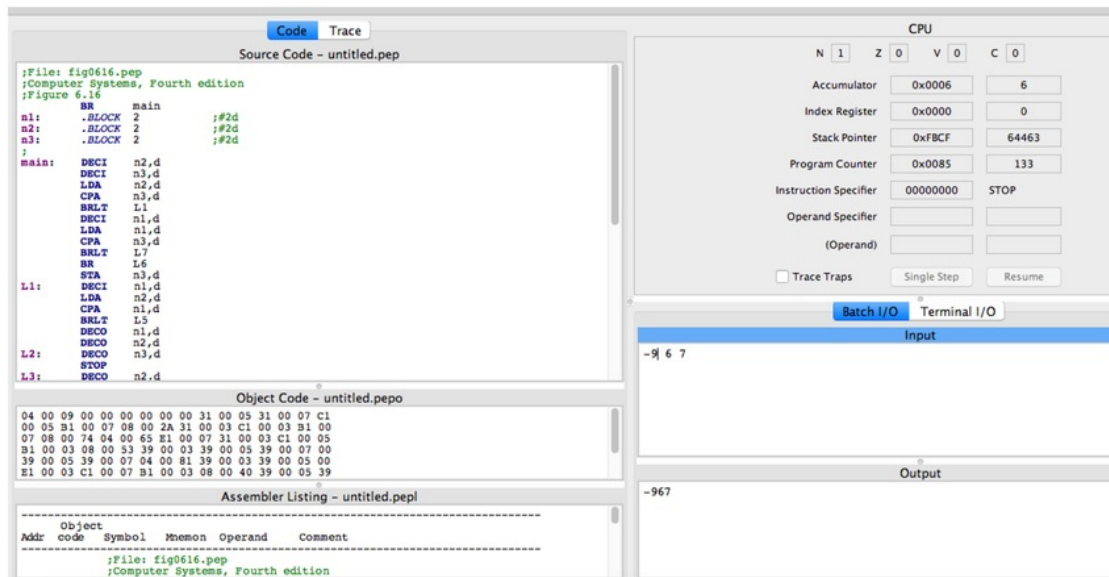 Code Trace
Source Code - untitled.pep
;File: fig0616.pep
;Computer Systems, Fourth edition
;Figure 6.16
BR main
n1: .BLOCK 2 ;#2d
n2: .BLOCK 2 ;#2d
n3: .BLOCK 2 ;#2d
;
main: DECI n2,d
DECI n3,d
LDA n2,d
CPA n3,d
BRLT L1
DECI n1,d
LDA n1,d
CPA n3,d
BRLT L7
BR L6
STA n3,d
L1: DECI n1,d
LDA n2,d
CPA n1,d
BRLT L5
DECO n1,d
DECO n2,d
L2: DECO n3,d
STOP
L3: DECO n2,d
Object Code - untitled.pepo
04 00 09 00 00 00 00 00 00 31 00 05 31 00 07 C1
00 05 B1 00 07 08 00 2A 31 00 03 C1 00 03 B1 00
07 08 00 74 04 00 65 E1 00 07 31 00 03 C1 00 05
B1 00 03 08 00 53 39 00 03 39 00 05 39 00 07 00
39 00 05 39 00 07 04 00 81 39 00 03 39 00 05 00
E1 00 03 C1 00 07 B1 00 03 08 00 40 39 00 05 39
Assembler Listing - untitled.pepl
-------------------------------------------------------------------------------
Object
Addr code Symbol Mnemon Operand Comment
-------------------------------------------------------------------------------
;File: fig0616.pep
;Computer Systems, Fourth edition
CPU
N 1 Z 0 V 0 C 0
Accumulator 0x0006 6
Index Register 0x0000 0
Stack Pointer 0xFBCF 64463
Program Counter 0x0085 133
Instruction Specifier 00000000 STOP
Operand Specifier
(Operand)
Trace Traps Single Step Resume
Batch I/O Terminal I/O
Input
-9 6 7
Output
-967